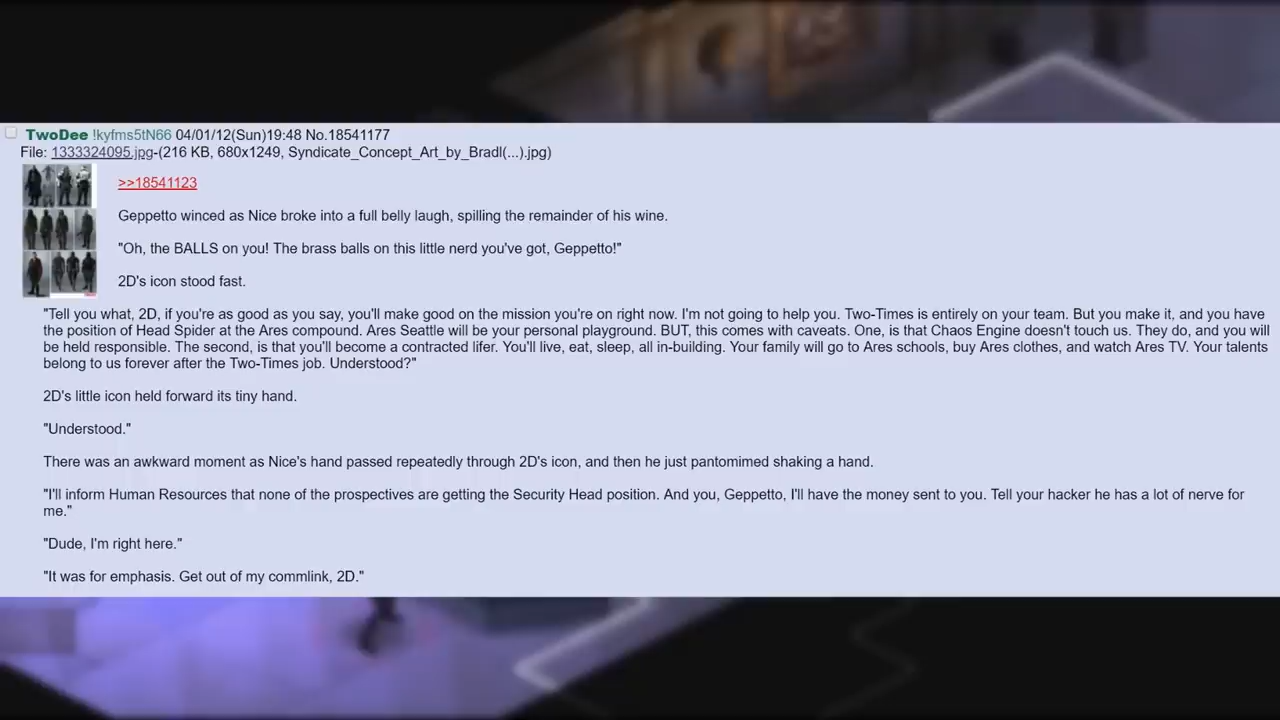 TwoDee !kyfms5tN66 04/01/12(Sun)19:48 No.18541177
File: 1333324095.jpg-(216 KB, 680x1249, Syndicate_Concept_Art_by_Bradl(...).jpg)
>>18541123
Geppetto winced as Nice broke into a full belly laugh, spilling the remainder of his wine.
"Oh, the BALLS on you! The brass balls on this little nerd you've got, Geppetto!"
2D's icon stood fast.
"Tell you what, 2D, if you're as good as you say, you'll make good on the mission you're on right now. I'm not going to help you. Two-Times is entirely on your team. But you make it, and you have
the position of Head Spider at the Ares compound. Ares Seattle will be your personal playground. BUT, this comes with caveats. One, is that Chaos Engine doesn't touch us. They do, and you will
be held responsible. The second, is that you'll become a contracted lifer. You'll live, eat, sleep, all in-building. Your family will go to Ares schools, buy Ares clothes, and watch Ares TV. Your talents
belong to us forever after the Two-Times job. Understood?"
2D's little icon held forward its tiny hand.
"Understood."
There was an awkward moment as Nice's hand passed repeatedly through 2D's icon, and then he just pantomimed shaking a hand.
"I'll inform Human Resources that none of the prospectives are getting the Security Head position. And you, Geppetto, I'll have the money sent to you. Tell your hacker he has a lot of nerve for
me."
"Dude, I'm right here."
"It was for emphasis. Get out of my commlink, 2D."